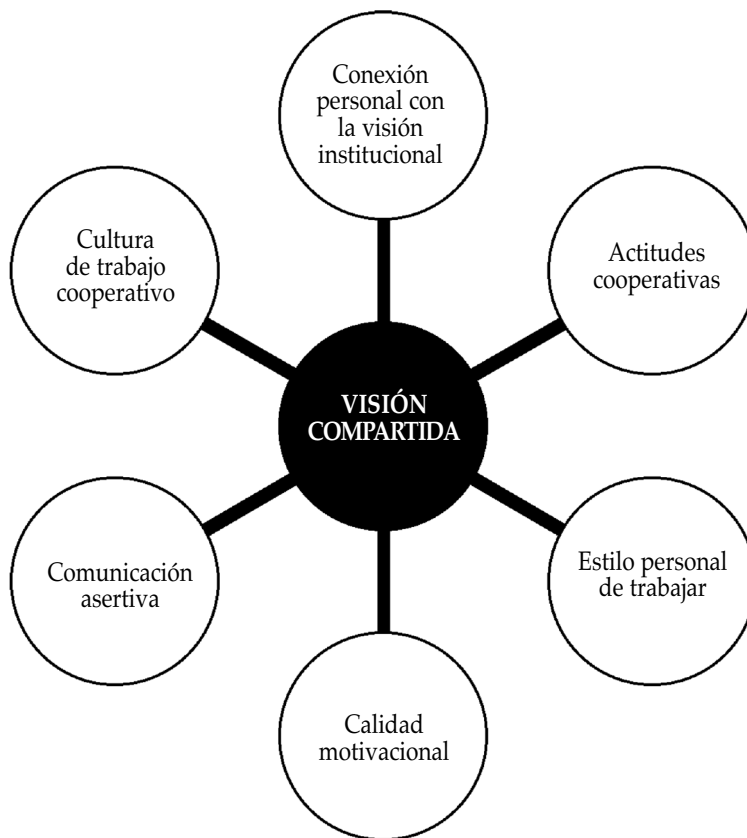 Conexión
personal con
la visión
institucional
Cultura
de trabajo
cooperativo
Actitudes
cooperativas
VISIÓN
COMPARTIDA
Comunicación
asertiva
Estilo personal
de trabajar
Calidad
motivacional